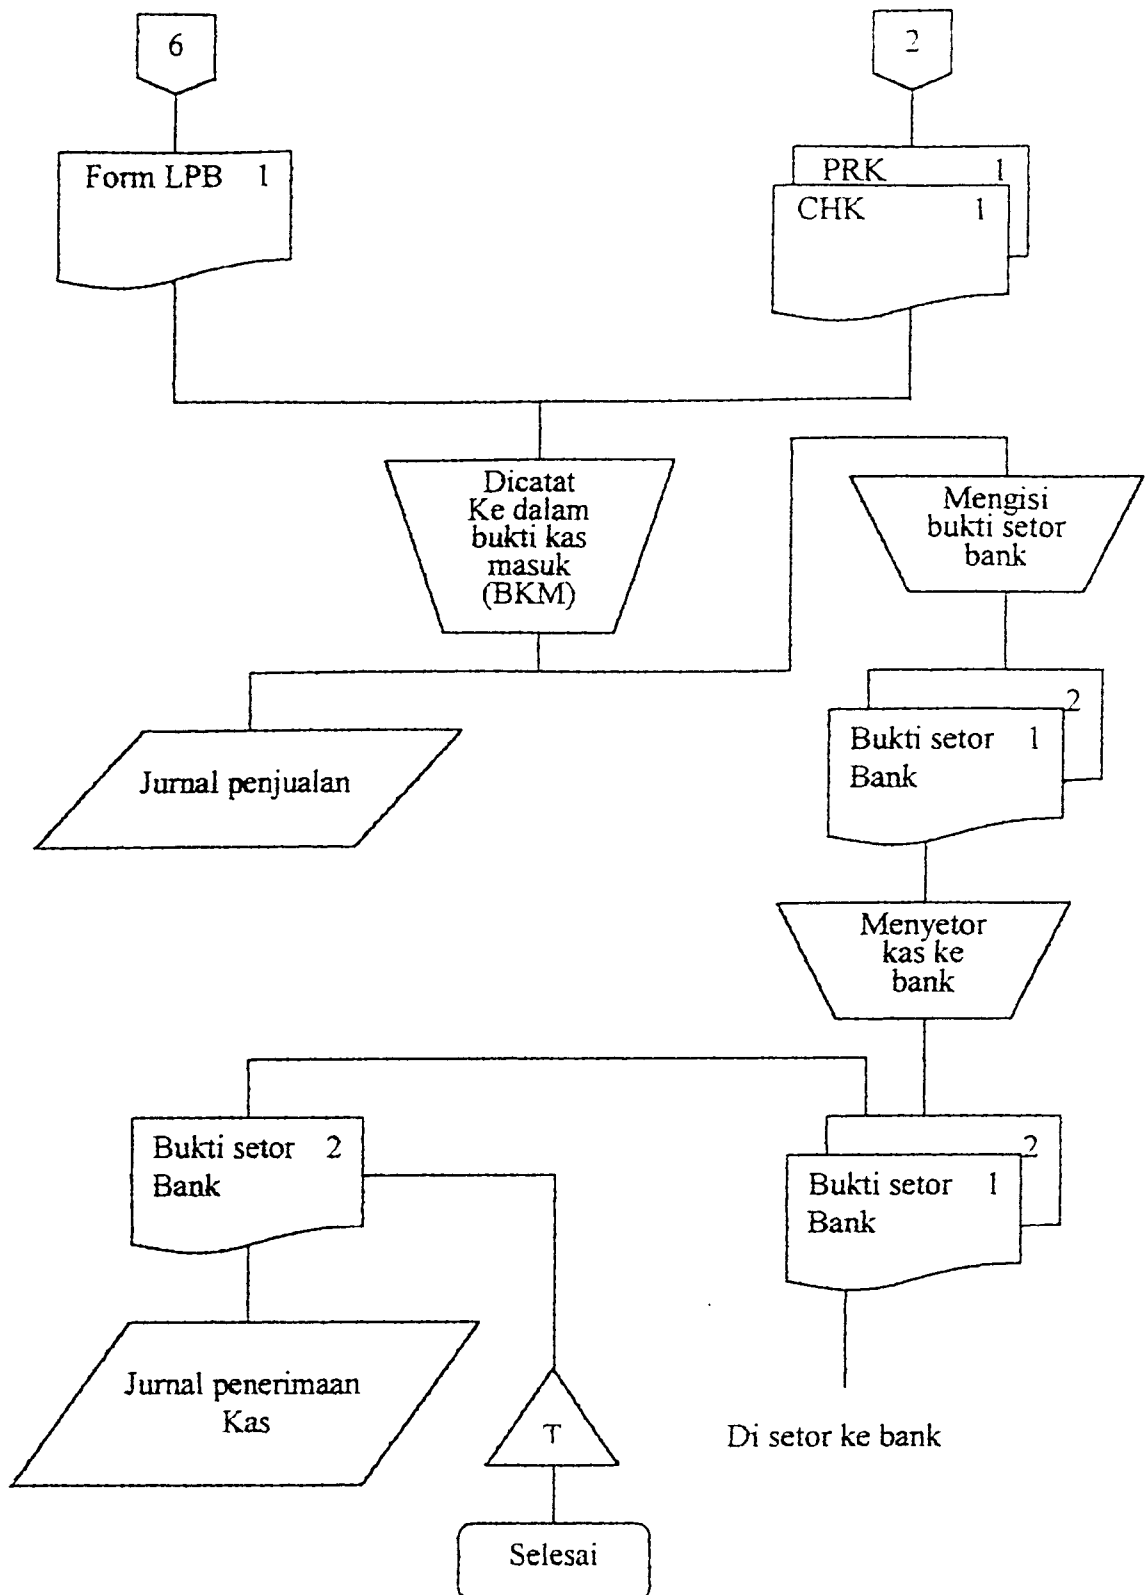 6
2
Form LPB 1
PRK 1
CHK 1
Dicatat
Ke dalam
bukti kas
masuk
(BKM)
Mengisi
bukti setor
bank
2
Bukti setor 1
Bank
Jurnal penjualan
Menyetor
kas ke
bank
Bukti setor 2
Bank
2
Bukti setor 1
Bank
Jurnal penerimaan
Kas
T
Di setor ke bank
Selesai